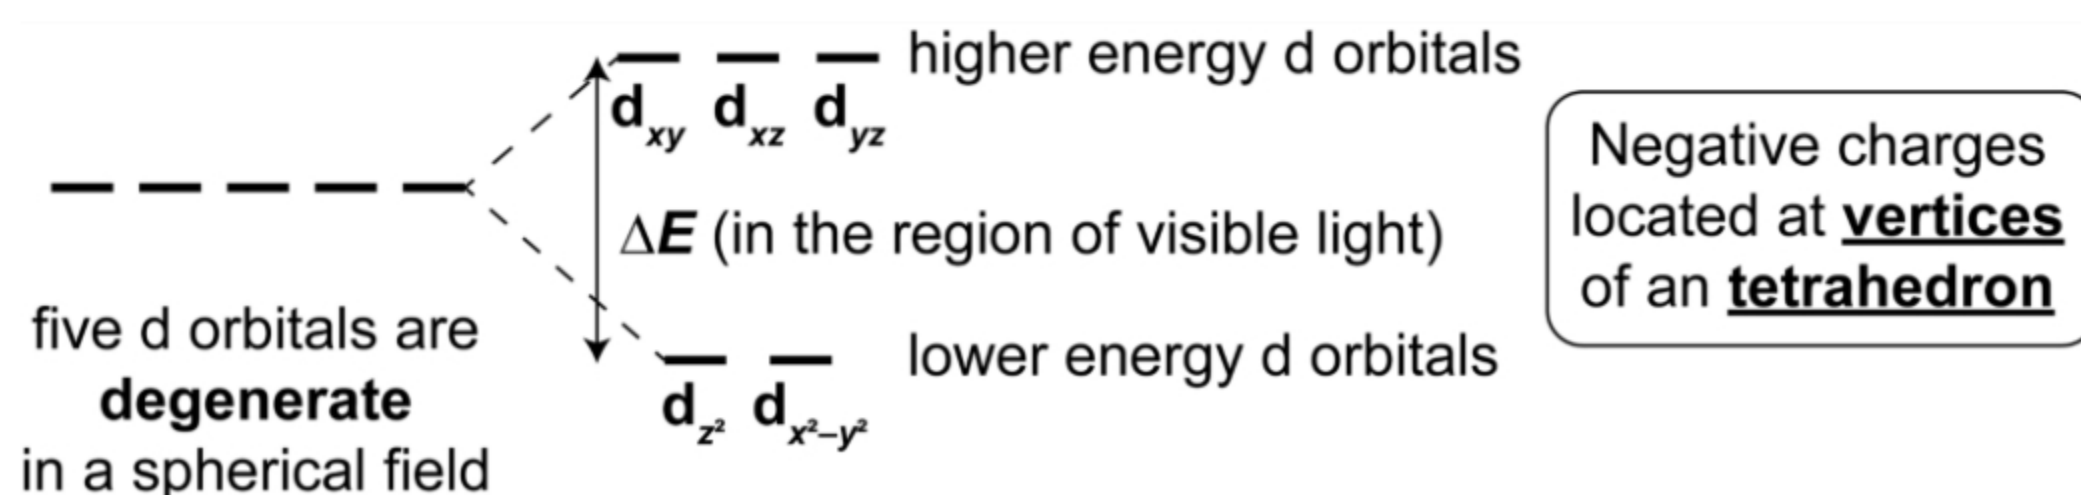 higher energy d orbitals
dxy dxz dyz
ΔE (in the region of visible light)
five d orbitals are
degenerate
in a spherical field
lower energy d orbitals
dz² dx²–y²
Negative charges
located at vertices
of an tetrahedron